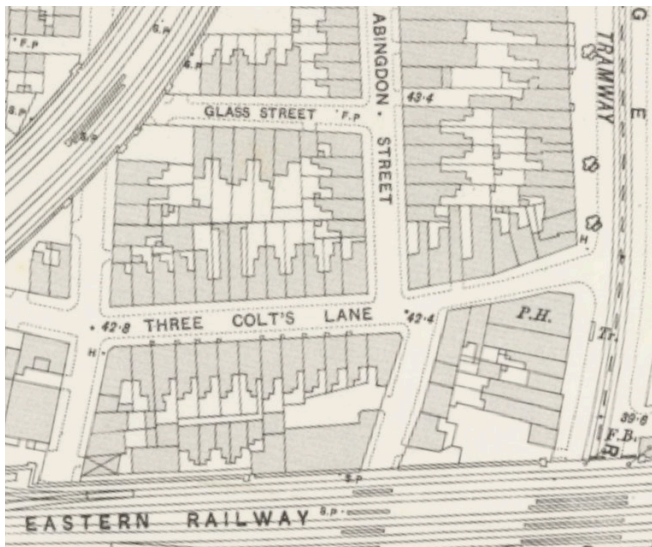 G
ABINGDON STREET
TRAMWAY
F.P
S.P
S.P
43·4
E
GLASS STREET
F.P
S.P
S.P
H
THREE COLT'S LANE
42·8
42·4
P.H.
H
Tr.
39·6
F.B.
R
S.P
S.P
EASTERN RAILWAY